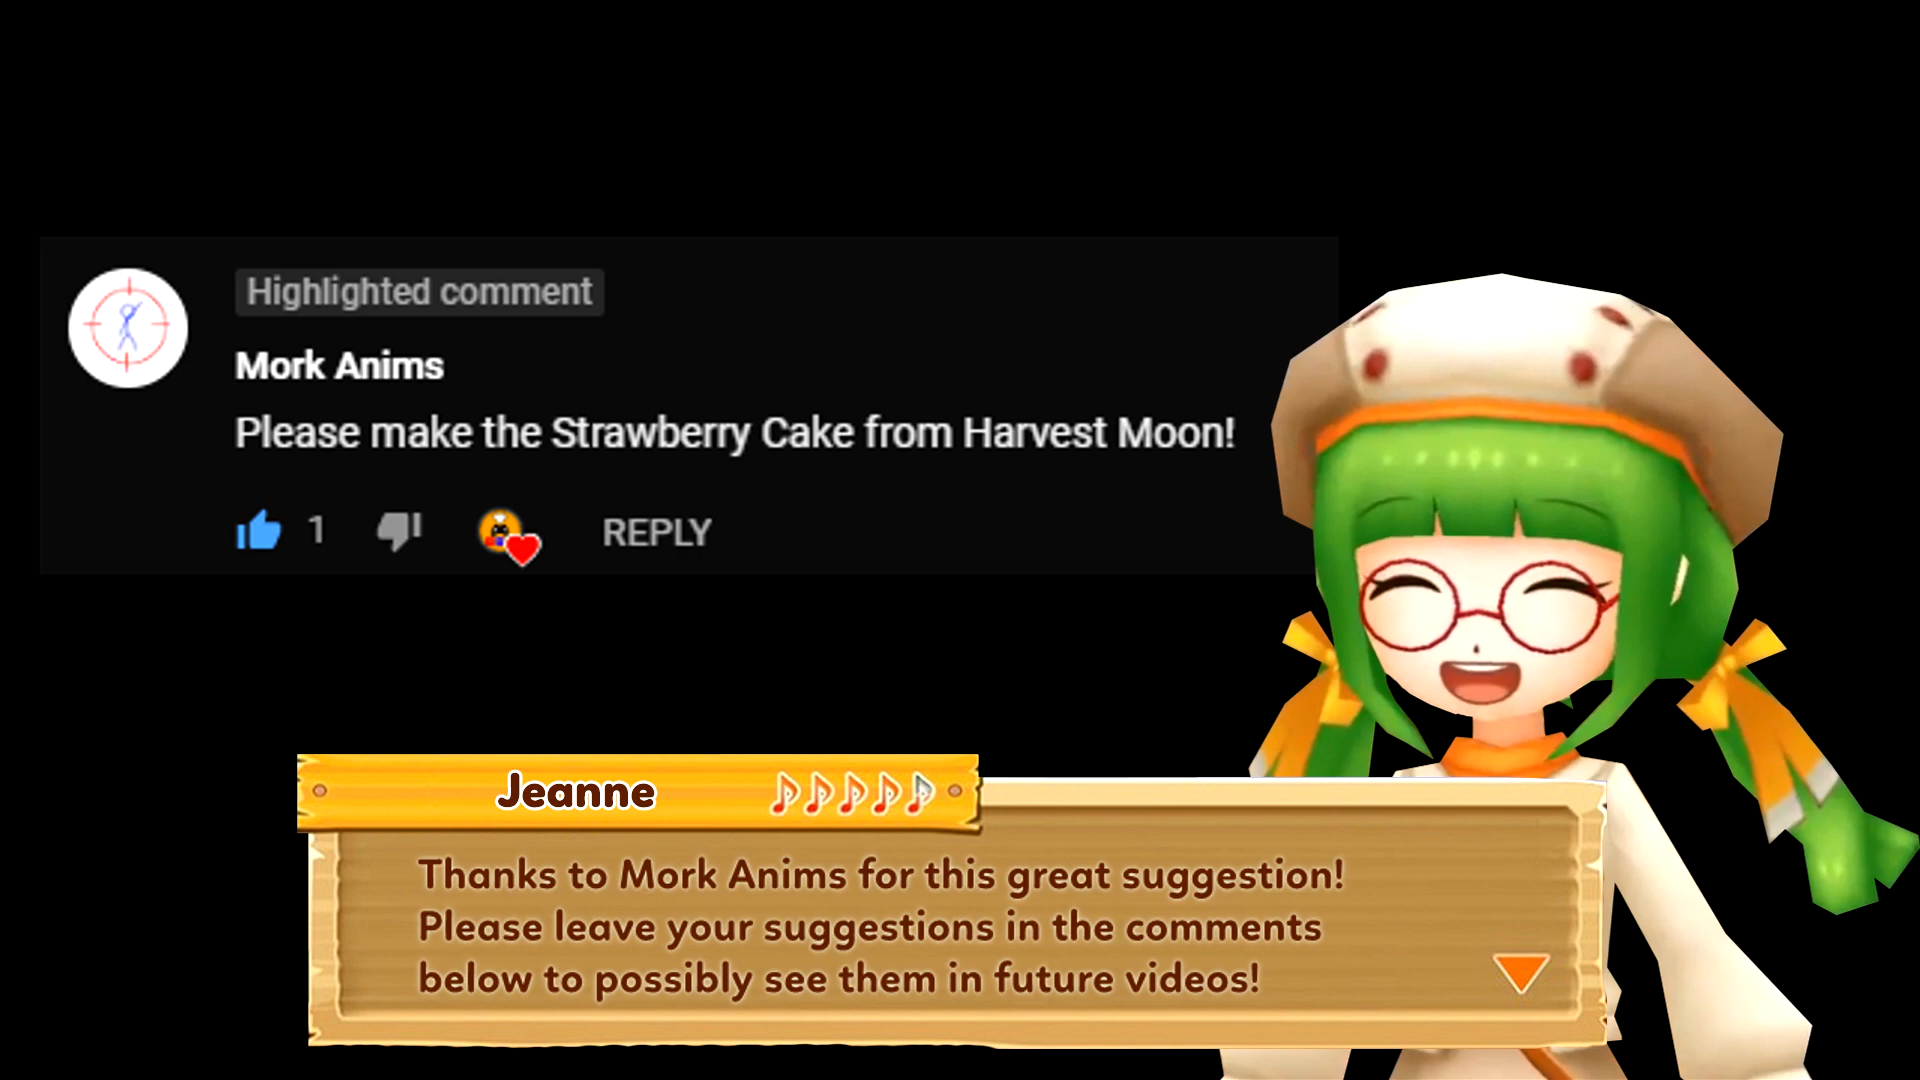 Highlighted comment
Mork Anims
Please make the Strawberry Cake from Harvest Moon!
1
REPLY
Jeanne
Thanks to Mork Anims for this great suggestion!
Please leave your suggestions in the comments
below to possibly see them in future videos!